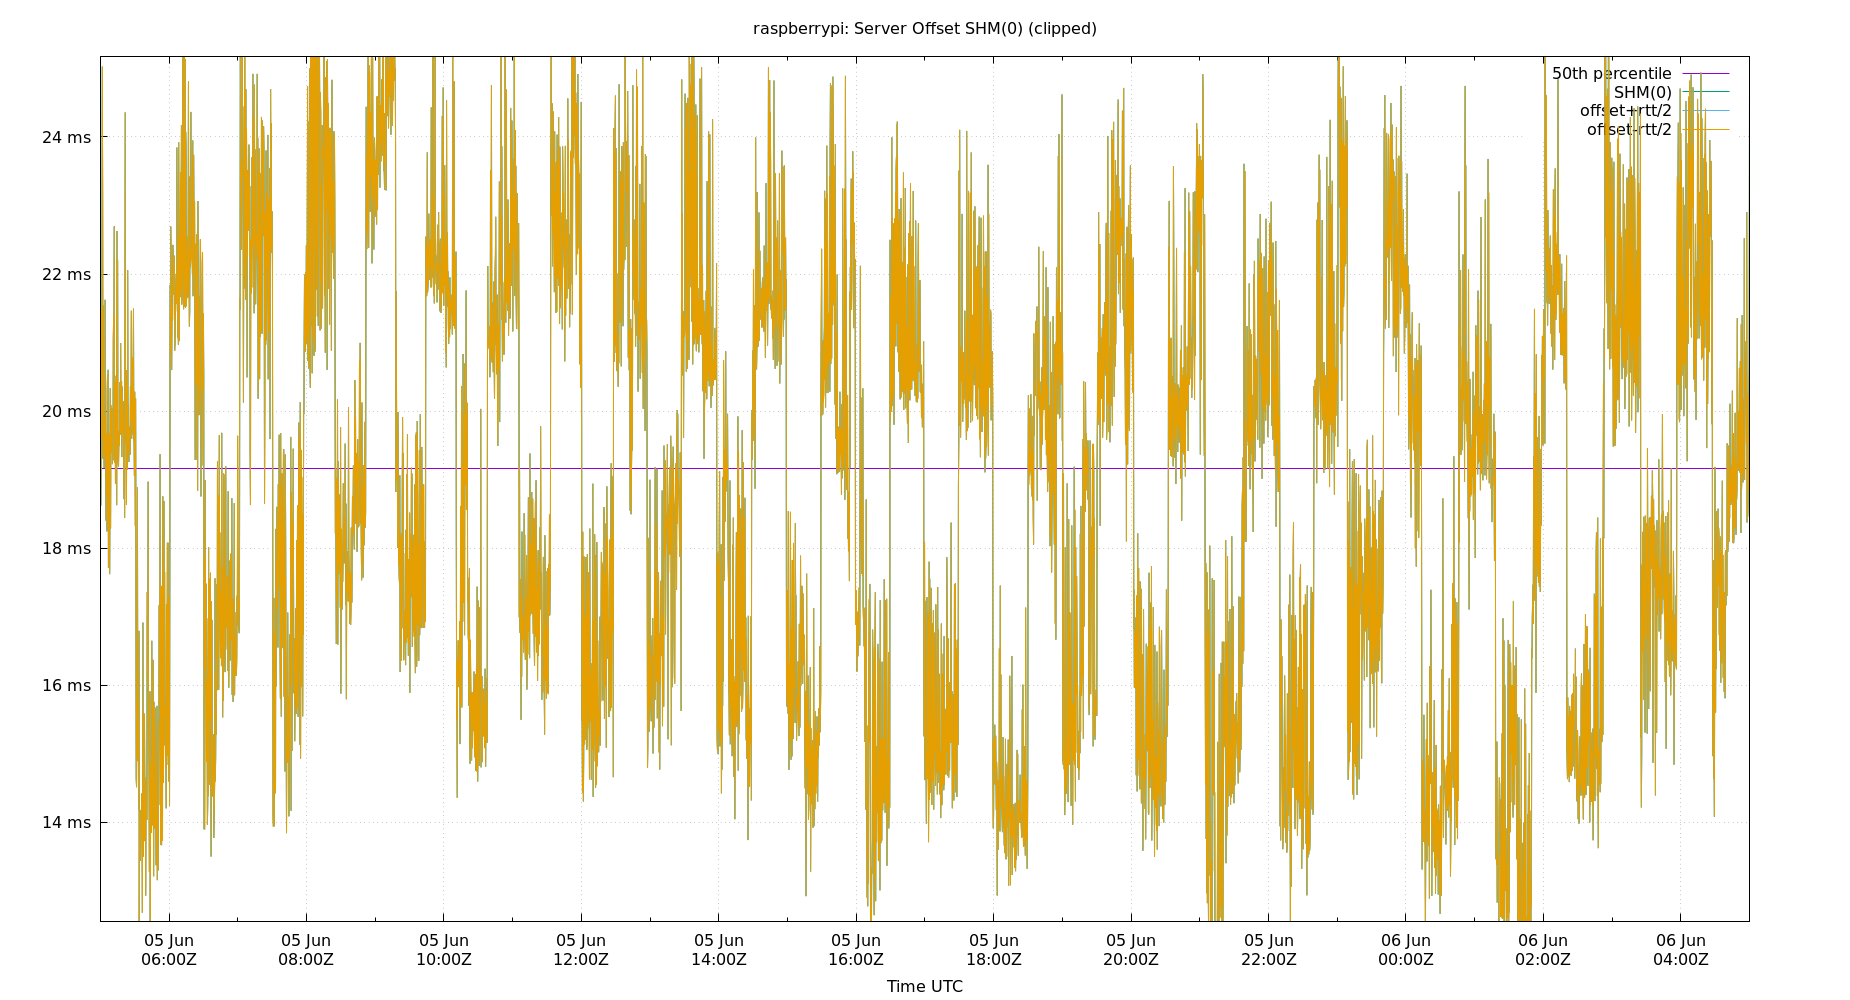 raspberrypi: Server Offset SHM(0) (clipped)
50th percentile
SHM(0)
offset+rtt/2
offset-rtt/2
24 ms
22 ms
20 ms
18 ms
16 ms
14 ms
05 Jun 05 Jun 05 Jun 05 Jun 05 Jun 05 Jun 05 Jun 05 Jun 05 Jun 06 Jun 06 Jun 06 Jun
06:00Z 08:00Z 10:00Z 12:00Z 14:00Z 16:00Z 18:00Z 20:00Z 22:00Z 00:00Z 02:00Z 04:00Z
Time UTC